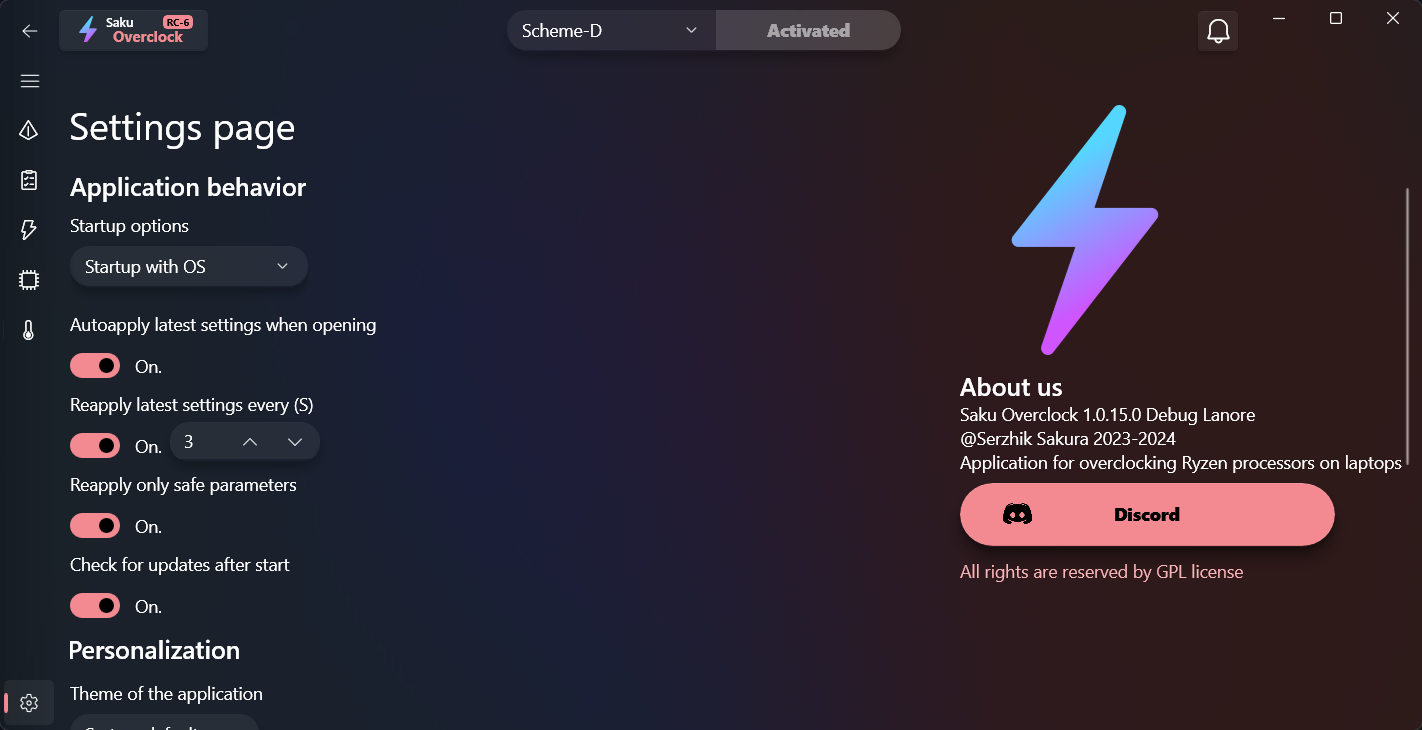 Saku RC-6
Overclock
Scheme-D
Activated
Settings page
Application behavior
Startup options
Startup with OS
Autoapply latest settings when opening
On.
Reapply latest settings every (S)
On. 3
Reapply only safe parameters
On.
Check for updates after start
On.
Personalization
Theme of the application
About us
Saku Overclock 1.0.15.0 Debug Lanore
@Serzhik Sakura 2023-2024
Application for overclocking Ryzen processors on laptops
Discord
All rights are reserved by GPL license